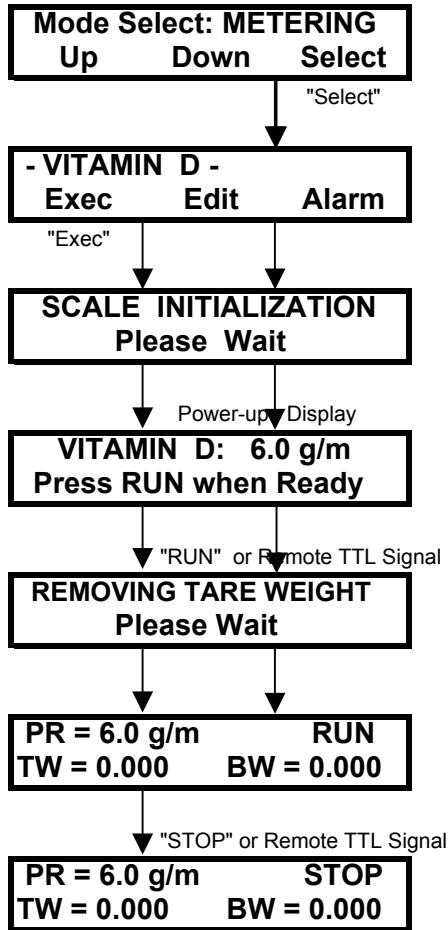 Mode Select: METERING
Up Down Select
"Select"
- VITAMIN D -
Exec Edit Alarm
"Exec"
SCALE INITIALIZATION
Please Wait
Power-up Display
VITAMIN D: 6.0 g/m
Press RUN when Ready
"RUN" or Remote TTL Signal
REMOVING TARE WEIGHT
Please Wait
PR = 6.0 g/m RUN
TW = 0.000 BW = 0.000
"STOP" or Remote TTL Signal
PR = 6.0 g/m STOP
TW = 0.000 BW = 0.000